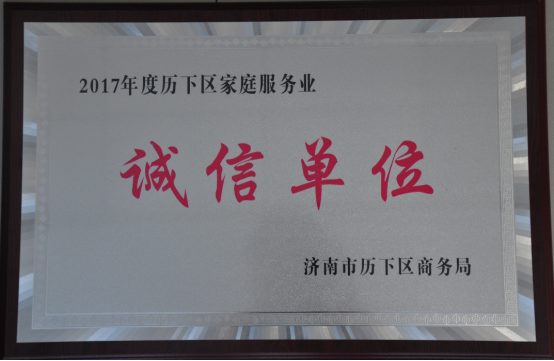 2017年度历下区家庭服务业
诚信单位
济南市历下区商务局